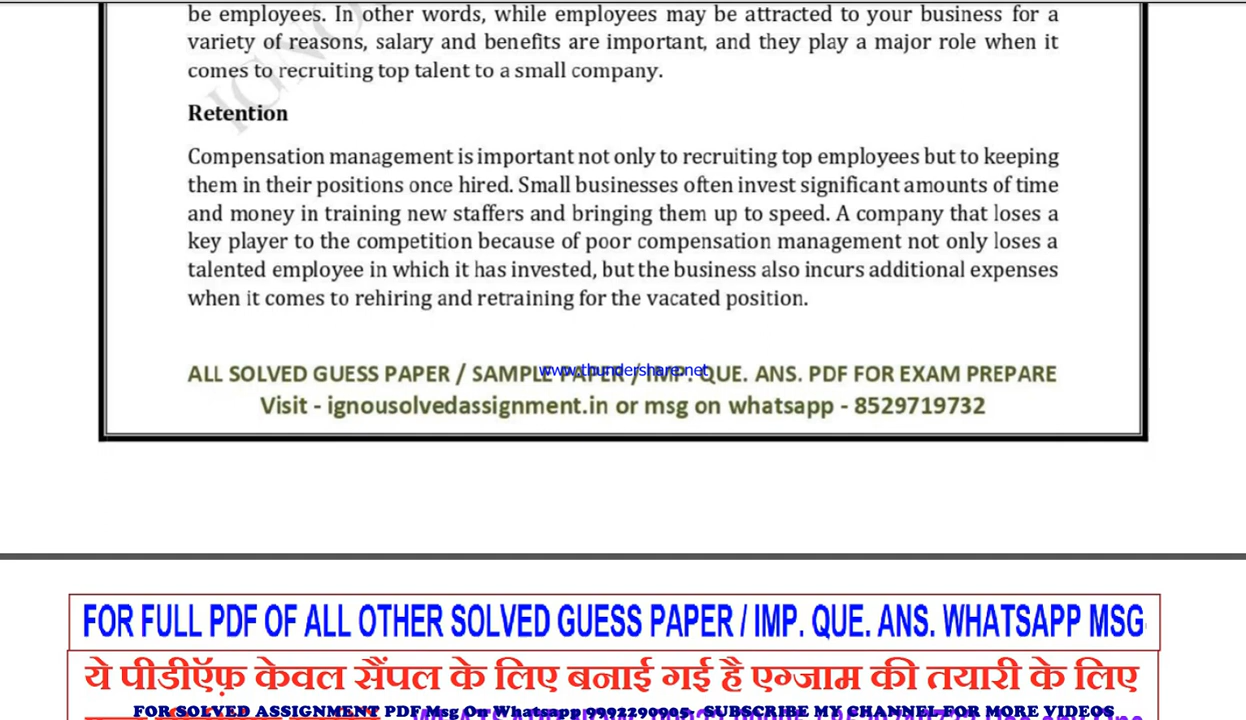 be employees. In other words, while employees may be attracted to your business for a
variety of reasons, salary and benefits are important, and they play a major role when it
comes to recruiting top talent to a small company.
Retention
Compensation management is important not only to recruiting top employees but to keeping
them in their positions once hired. Small businesses often invest significant amounts of time
and money in training new staffers and bringing them up to speed. A company that loses a
key player to the competition because of poor compensation management not only loses a
talented employee in which it has invested, but the business also incurs additional expenses
when it comes to rehiring and retraining for the vacated position.
ALL SOLVED GUESS PAPER / SAMPLE PAPER / IMP. QUE. ANS. PDF FOR EXAM PREPARE
www.thundershare.net
Visit - ignousolvedassignment.in or msg on whatsapp - 8529719732
FOR FULL PDF OF ALL OTHER SOLVED GUESS PAPER / IMP. QUE. ANS. WHATSAPP MSG
ये पीडीऍफ़ केवल सैंपल के लिए बनाई गई है एग्जाम की तयारी के लिए
FOR SOLVED ASSIGNMENT PDF Msg On Whatsapp 9992290905- SUBSCRIBE MY CHANNEL FOR MORE VIDEOS